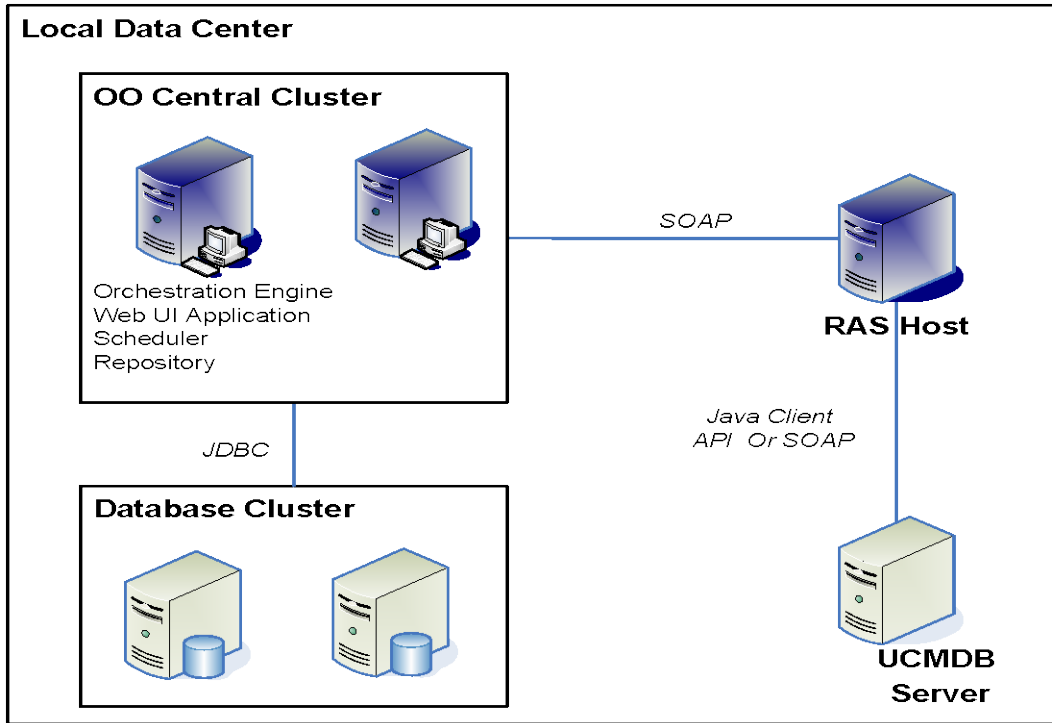 Local Data Center
OO Central Cluster
Orchestration Engine
Web UI Application
Scheduler
Repository
SOAP
RAS Host
JDBC
Java Client
API Or SOAP
Database Cluster
UCMDB
Server